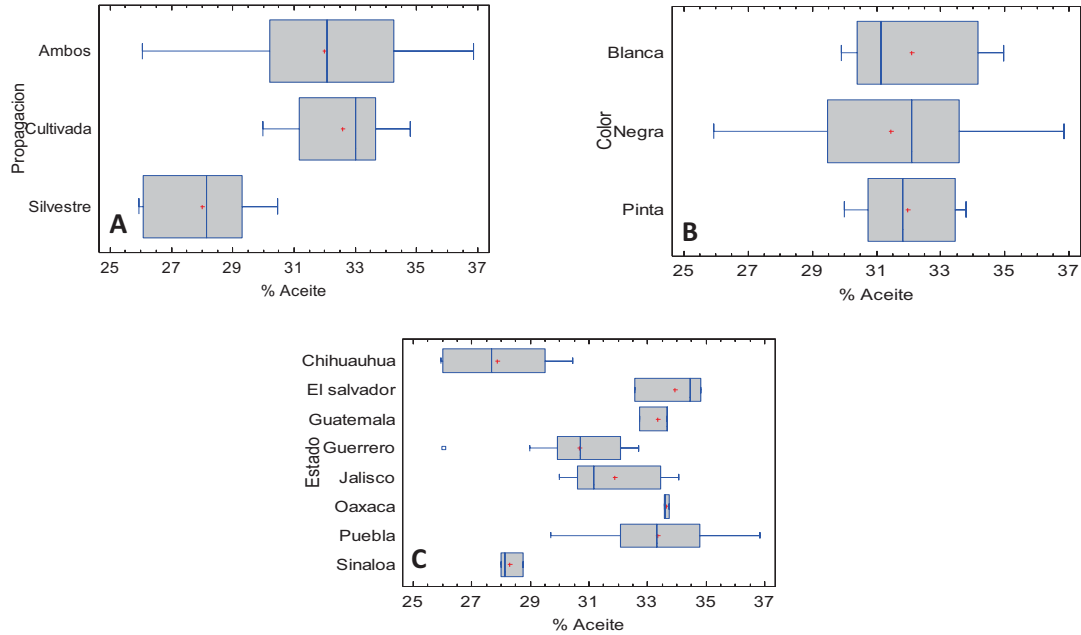 Propagacion
Ambos
Cultivada
Silvestre
A
25 27 29 31 33 35 37
% Aceite
Color
Blanca
Negra
Pinta
B
25 27 29 31 33 35 37
% Aceite
Estado
Chihuauhua
El salvador
Guatemala
Guerrero
Jalisco
Oaxaca
Puebla
Sinaloa
C
25 27 29 31 33 35 37
% Aceite